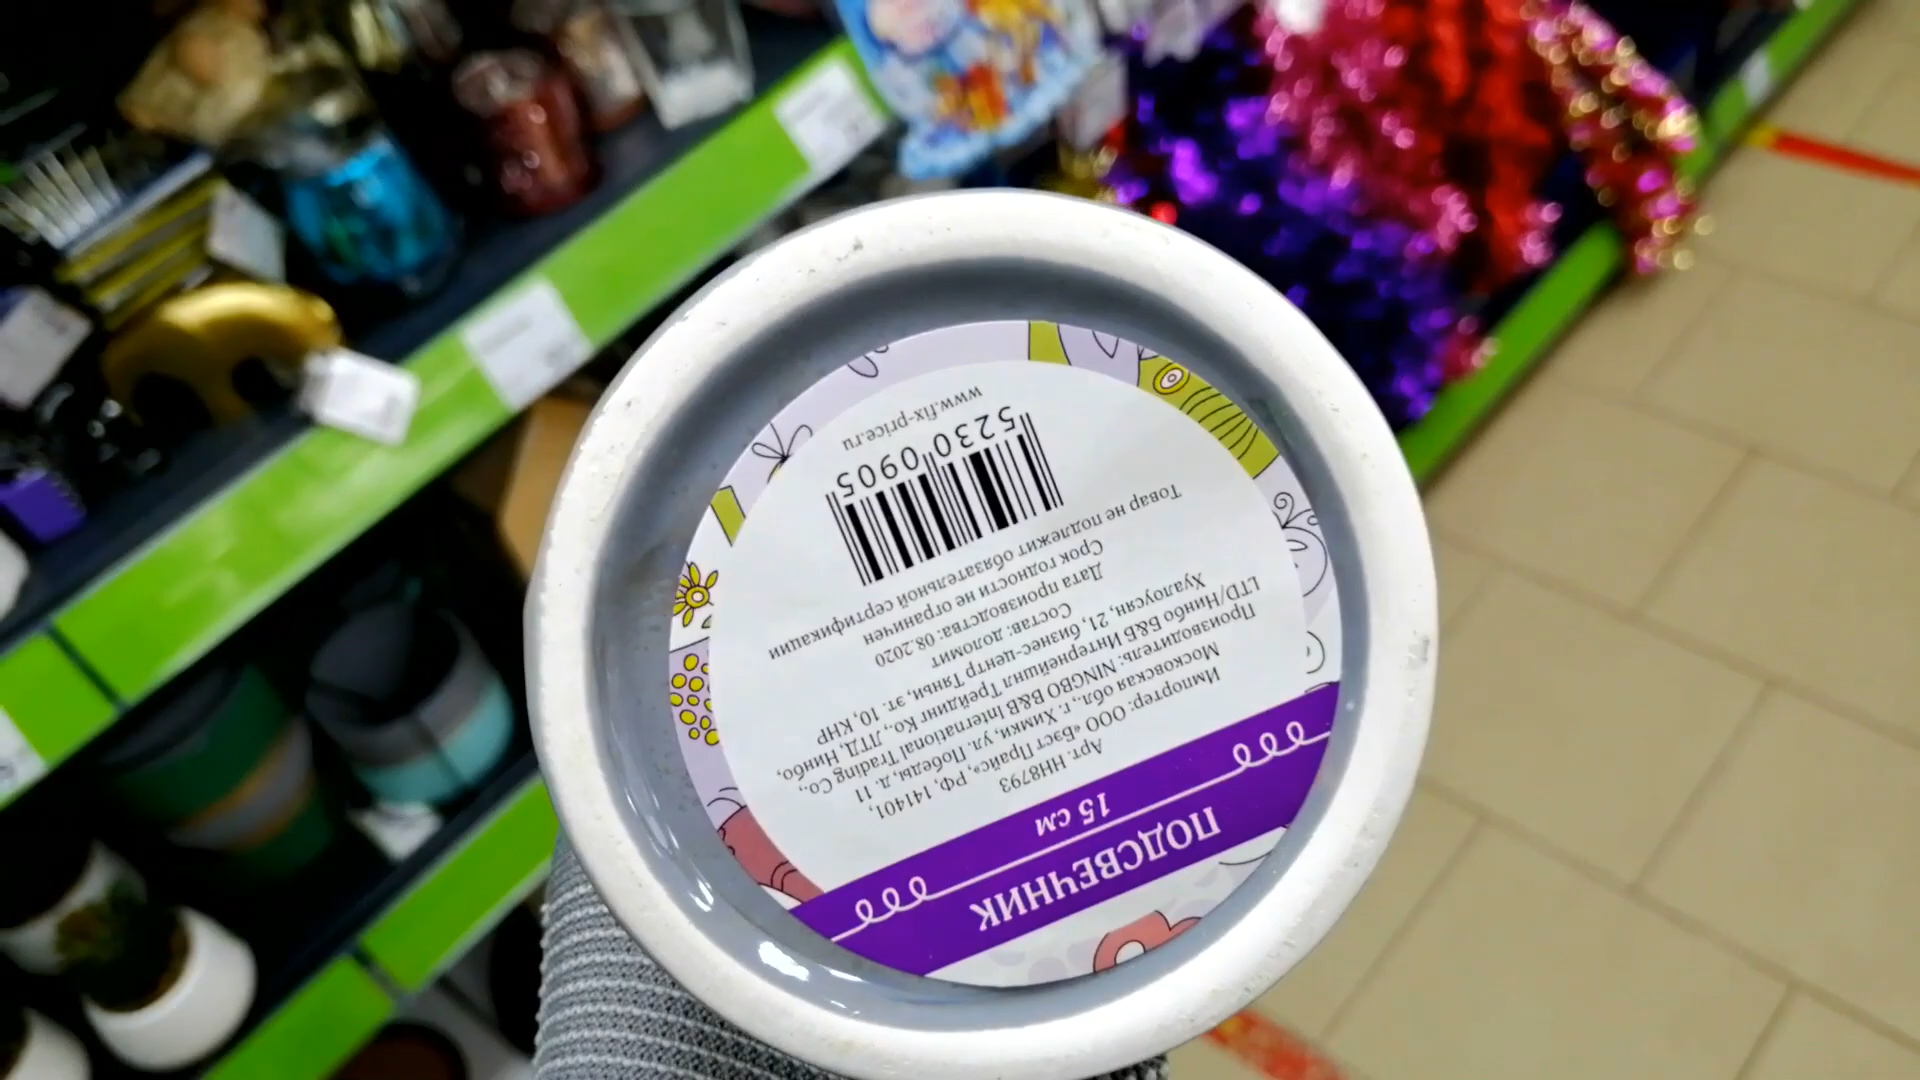 ПОДСВЕЧНИК
15 см
Арт. HH8793
Импортер: ООО «Бэст Прайс», РФ, 141401,
Московская обл., г. Химки, ул. Победы, д. 11
Производитель: NINGBO B&B International Trading Co.,
LTD/Нинбо Б&Б Интернейшнл Трейдинг Ко., ЛТД, Нинбо,
Хуалоусян, 21, бизнес-центр Тяньи, эт. 10, КНР
Состав: доломит
Дата производства: 08.2020
Срок годности не ограничен
Товар не подлежит обязательной сертификации
5230 0905
www.fix-price.ru